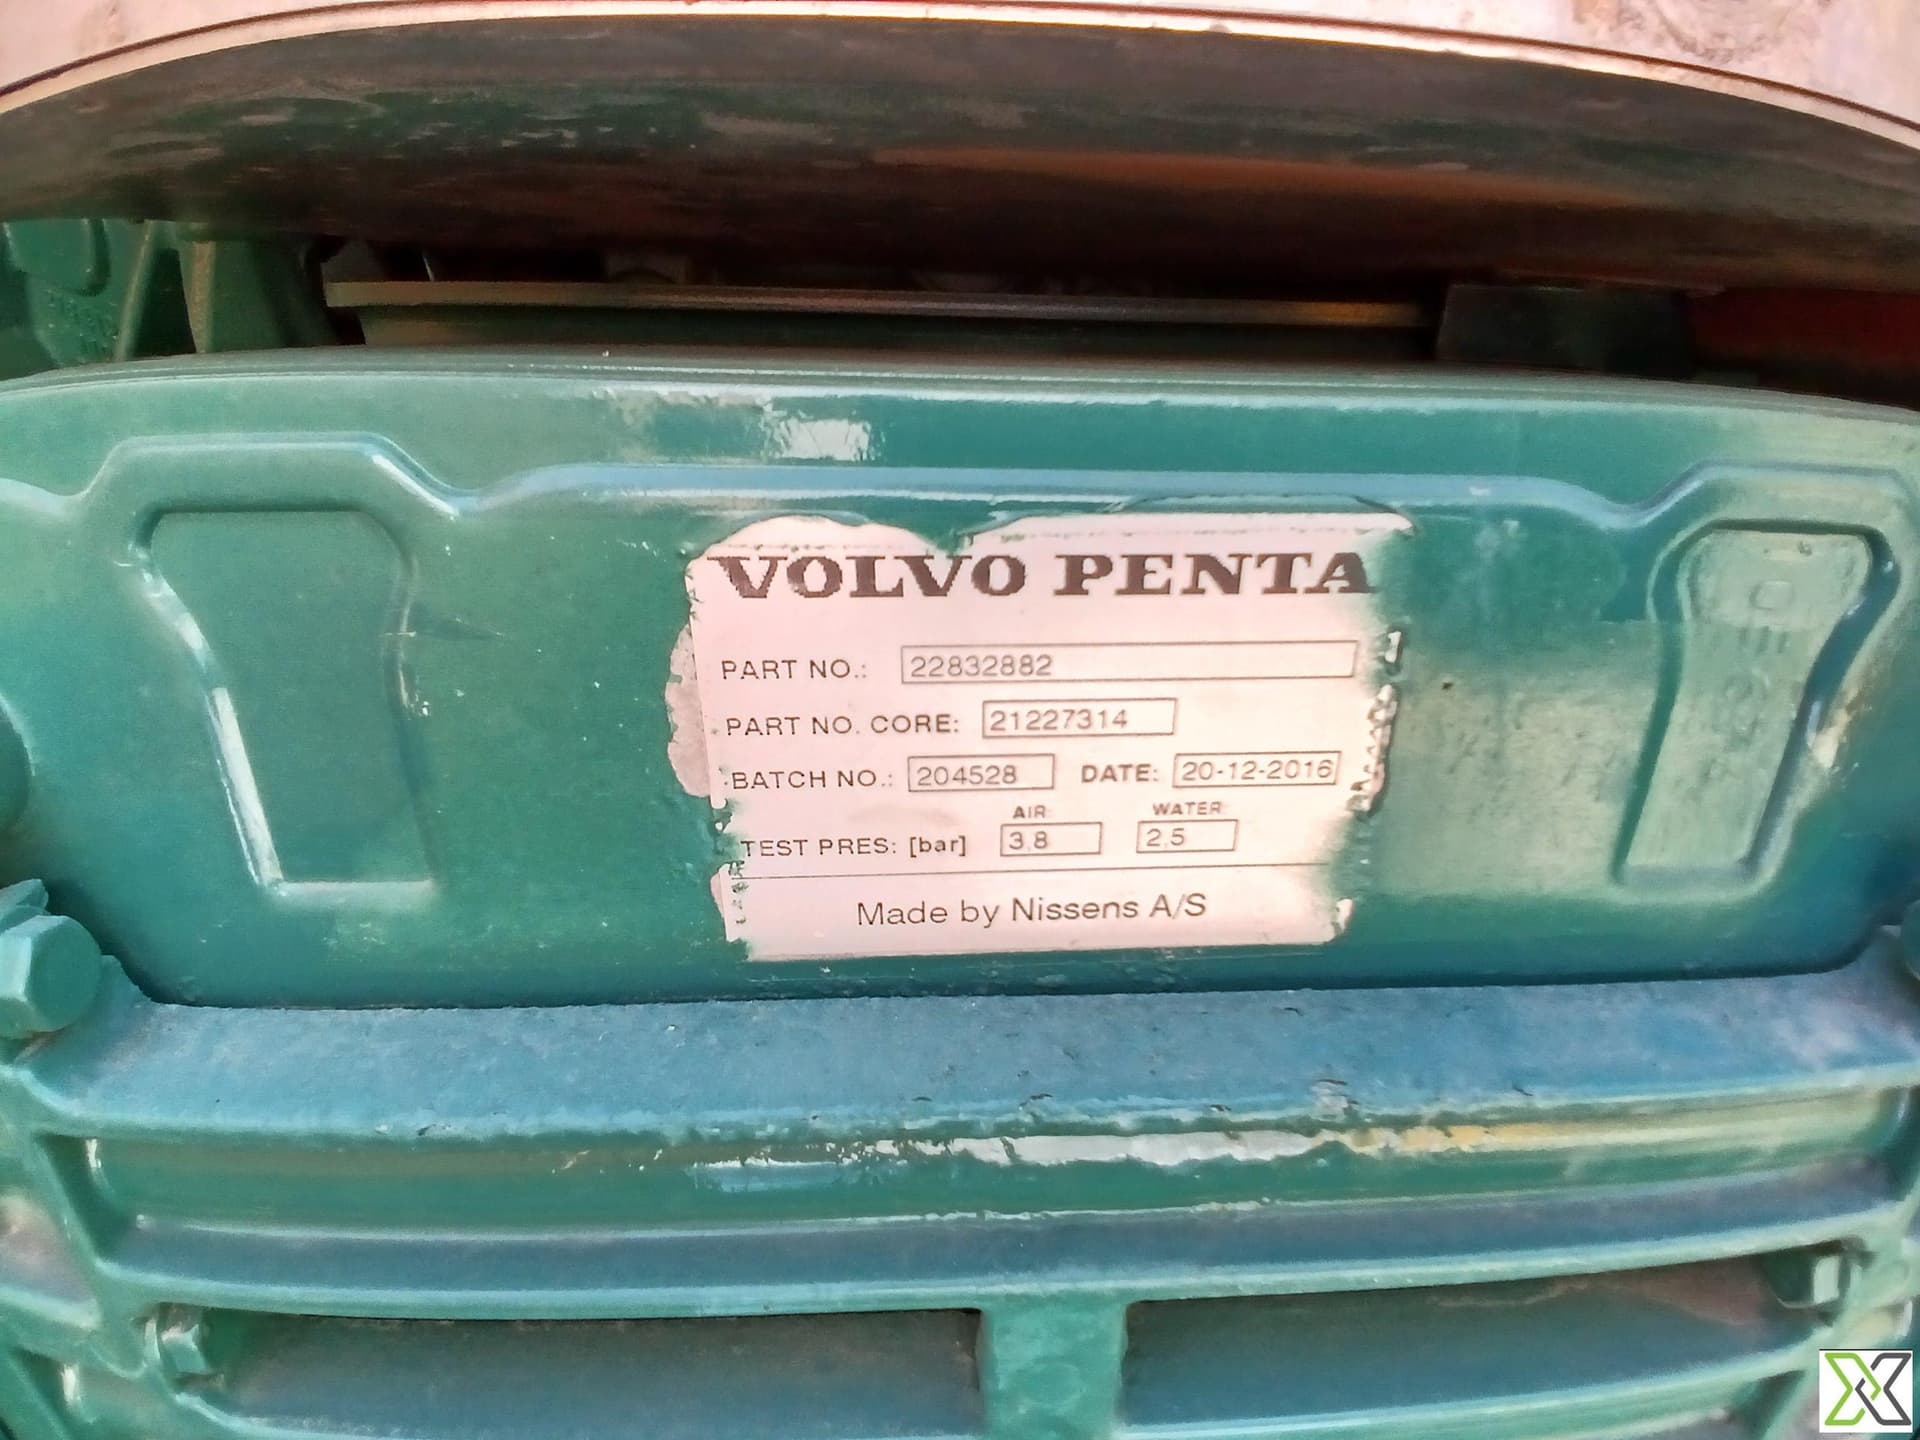 VOLVO PENTA
PART NO.: 22832882
PART NO. CORE: 21227314
BATCH NO.: 204528 DATE: 20-12-2016
AIR WATER
TEST PRES: [bar] 3.8 2.5
Made by Nissens A/S